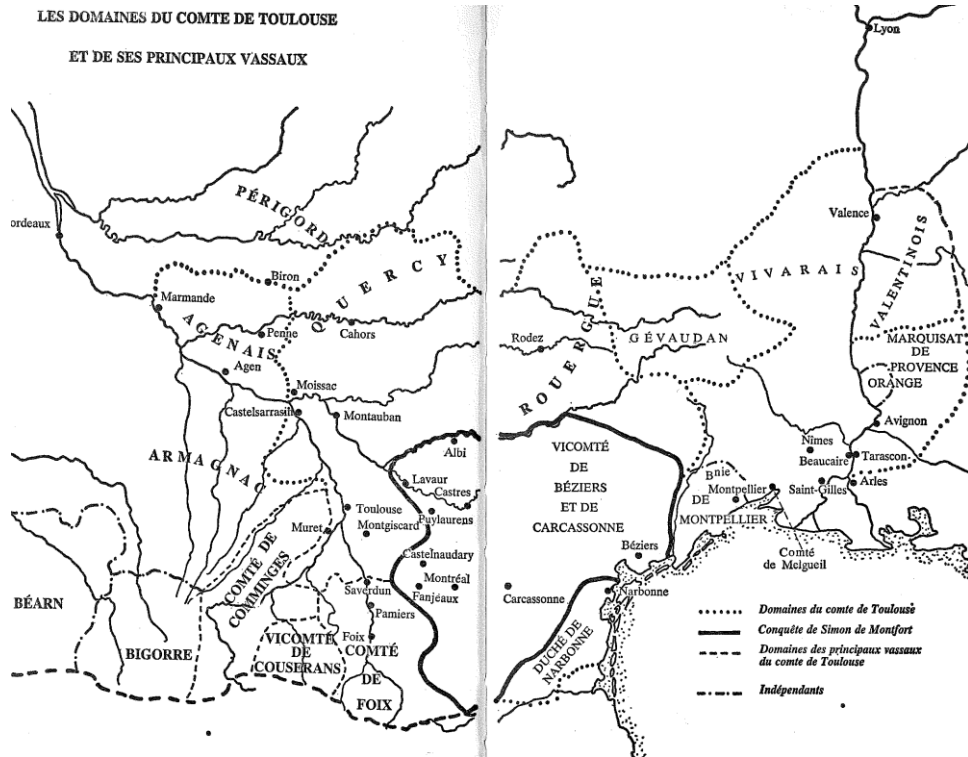 LES DOMAINES DU COMTE DE TOULOUSE
ET DE SES PRINCIPAUX VASSAUX
Lyon
PÉRIGORD
ordeaux
Valence
Biron
QUERCY
VIVARAIS
VALENTINOIS
Marmande
AGENAIS
Penne
Cahors
Rodez
ROUERGUE
GÉVAUDAN
MARQUISAT
DE
PROVENCE
ORANGE
Agen
Moissac
Castelsarrasin
Montauban
Avignon
Albi
Nîmes
Beaucaire
Tarascon
ARMAGNAC
VICOMTÉ
DE
BÉZIERS
ET DE
CARCASSONNE
Bnie
DE
MONTPELLIER
Montpellier
Saint-Gilles
Arles
Lavaur
Castres
Toulouse
Puylaurens
Montgiscard
Muret
Comté
de Melgueil
Béziers
Castelnaudary
COMTÉ DE
COMMINGES
Montréal
Saverdun
Fanjeaux
Carcassonne
Narbonne
BÉARN
Pamiers
DUCHÉ DE
NARBONNE
BIGORRE
VICOMTÉ
DE
COUSERANS
Foix
COMTÉ
DE
FOIX
Domaines du comte de Toulouse
Conquête de Simon de Montfort
Domaines des principaux vassaux
du comte de Toulouse
Indépendants